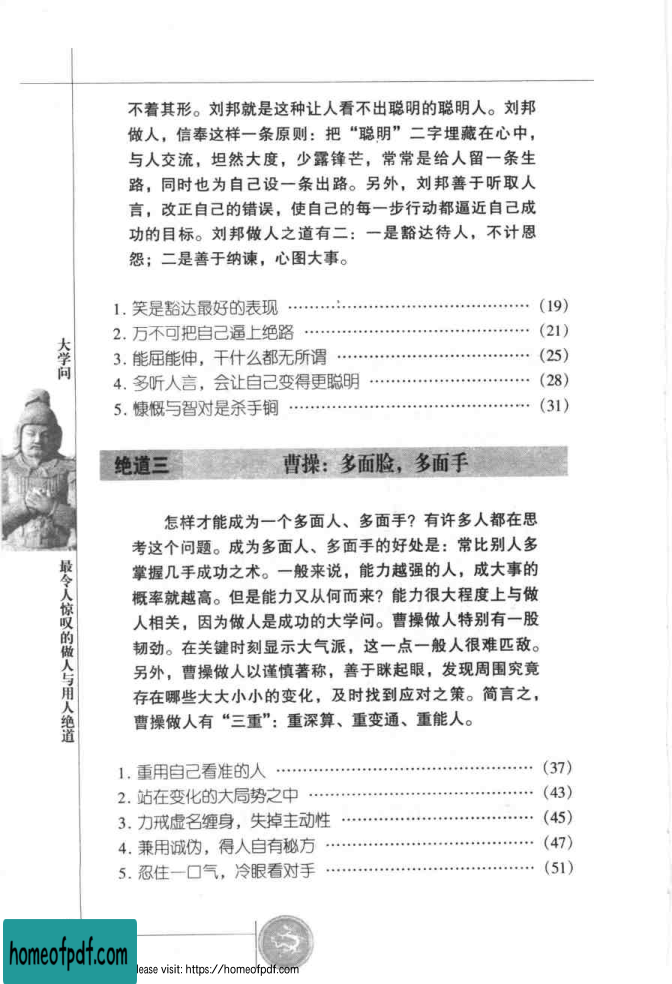 不着其形。刘邦就是这种让人看不出聪明的聪明人。刘邦
做人，信奉这样一条原则：把“聪明”二字埋藏在心中，
与人交流，坦然大度，少露锋芒，常常是给人留一条生
路，同时也为自己设一条出路。另外，刘邦善于听取人
言，改正自己的错误，使自己的每一步行动都逼近自己成
功的目标。刘邦做人之道有二：一是豁达待人，不计恩
怨；二是善于纳谏，心图大事。
1. 笑是豁达最好的表现 ……………………………… (19)
2. 万不可把自己逼上绝路 ……………………………… (21)
3. 能屈能伸，干什么都无所谓 ……………………………… (25)
4. 多听人言，会让自己变得更聪明 ……………………………… (28)
5. 慷慨与智对是杀手锏 ……………………………… (31)
大学问
最令人惊叹的做人与用人绝道
绝道三 曹操：多面脸，多面手
怎样才能成为一个多面人、多面手？有许多人都在思
考这个问题。成为多面人、多面手的好处是：常比别人多
掌握几手成功之术。一般来说，能力越强的人，成大事的
概率就越高。但是能力又从何而来？能力很大程度上与做
人相关，因为做人是成功的大学问。曹操做人特别有一股
韧劲。在关键时刻显示大气派，这一点一般人很难匹敌。
另外，曹操做人以谨慎著称，善于眯起眼，发现周围究竟
存在哪些大大小小的变化，及时找到应对之策。简言之，
曹操做人有“三重”：重深算、重变通、重能人。
1. 重用自己看准的人 ……………………………… (37)
2. 站在变化的大局势之中 ……………………………… (43)
3. 力戒虚名缠身，失掉主动性 ……………………………… (45)
4. 兼用诚伪，得人自有秘方 ……………………………… (47)
5. 忍住一口气，冷眼看对手 ……………………………… (51)
homeofpdf.com
lease visit: https://homeofpdf.com